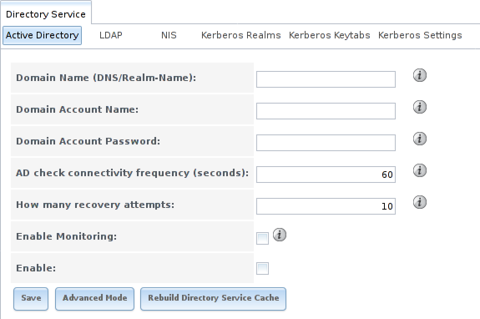 Directory Service
Active Directory LDAP NIS Kerberos Realms Kerberos Keytabs Kerberos Settings
Domain Name (DNS/Realm-Name):
Domain Account Name:
Domain Account Password:
AD check connectivity frequency (seconds): 60
How many recovery attempts: 10
Enable Monitoring:
Enable:
Save Advanced Mode Rebuild Directory Service Cache